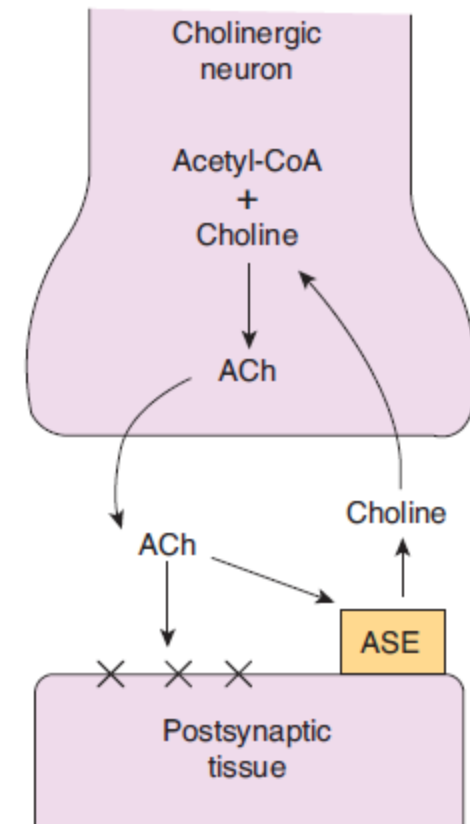 Cholinergic
neuron
Acetyl-CoA
+
Choline
ACh
Choline
ACh
ASE
Postsynaptic
tissue